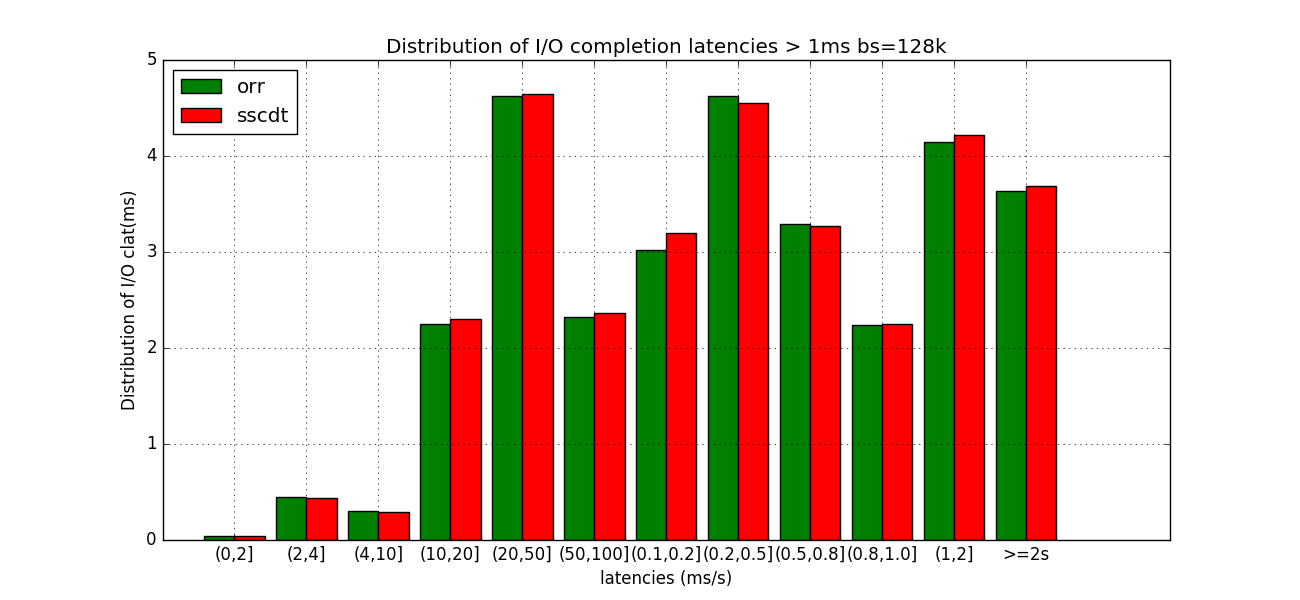 Distribution of I/O completion latencies > 1ms bs=128k
orr
sscdt
Distribution of I/O clat(ms)
5
4
3
2
1
0
(0,2] (2,4] (4,10] (10,20] (20,50] (50,100] (0.1,0.2] (0.2,0.5] (0.5,0.8] (0.8,1.0] (1,2] >=2s
latencies (ms/s)